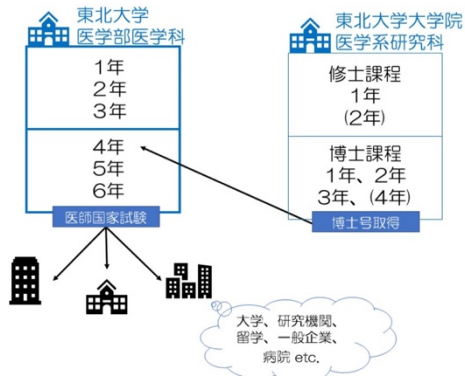 東北大学
医学部医学科
1年
2年
3年
4年
5年
6年
医師国家試験
東北大学大学院
医学系研究科
修士課程
1年
(2年)
博士課程
1年、2年
3年、(4年)
博士号取得
大学、研究機関、
留学、一般企業、
病院 etc.